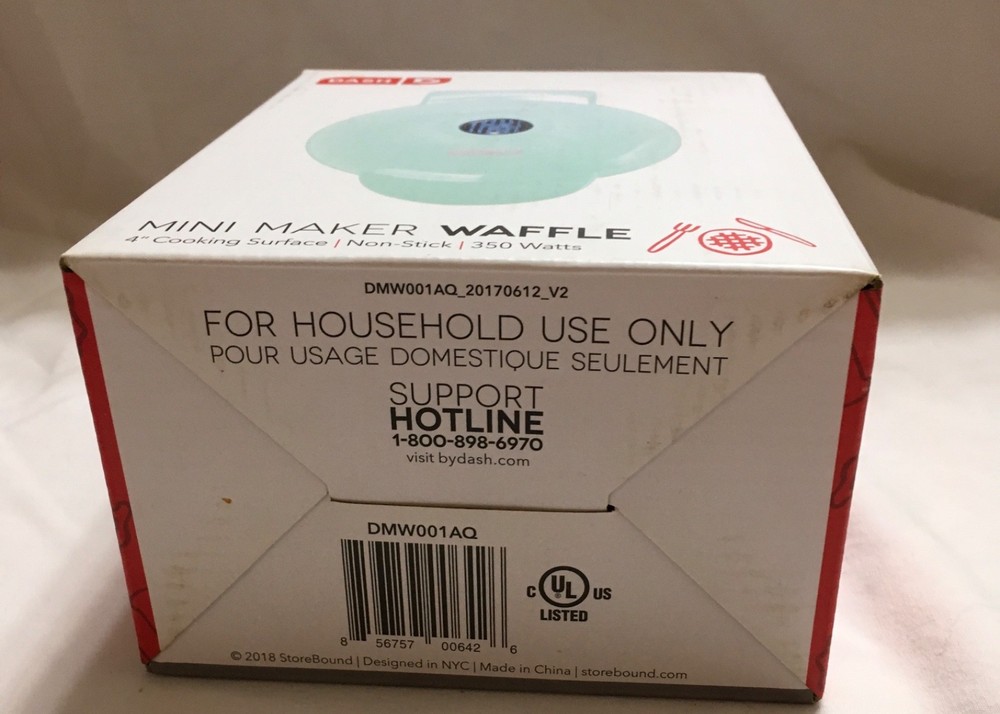 DASH
MINI MAKER WAFFLE
4" Cooking Surface | Non-Stick | 350 Watts
DMW001AQ_20170612_V2
FOR HOUSEHOLD USE ONLY
POUR USAGE DOMESTIQUE SEULEMENT
SUPPORT
HOTLINE
1-800-898-6970
visit bydash.com
DMW001AQ
8 56757 00642 6
C UL US
LISTED
© 2018 StoreBound | Designed in NYC | Made in China | storebound.com